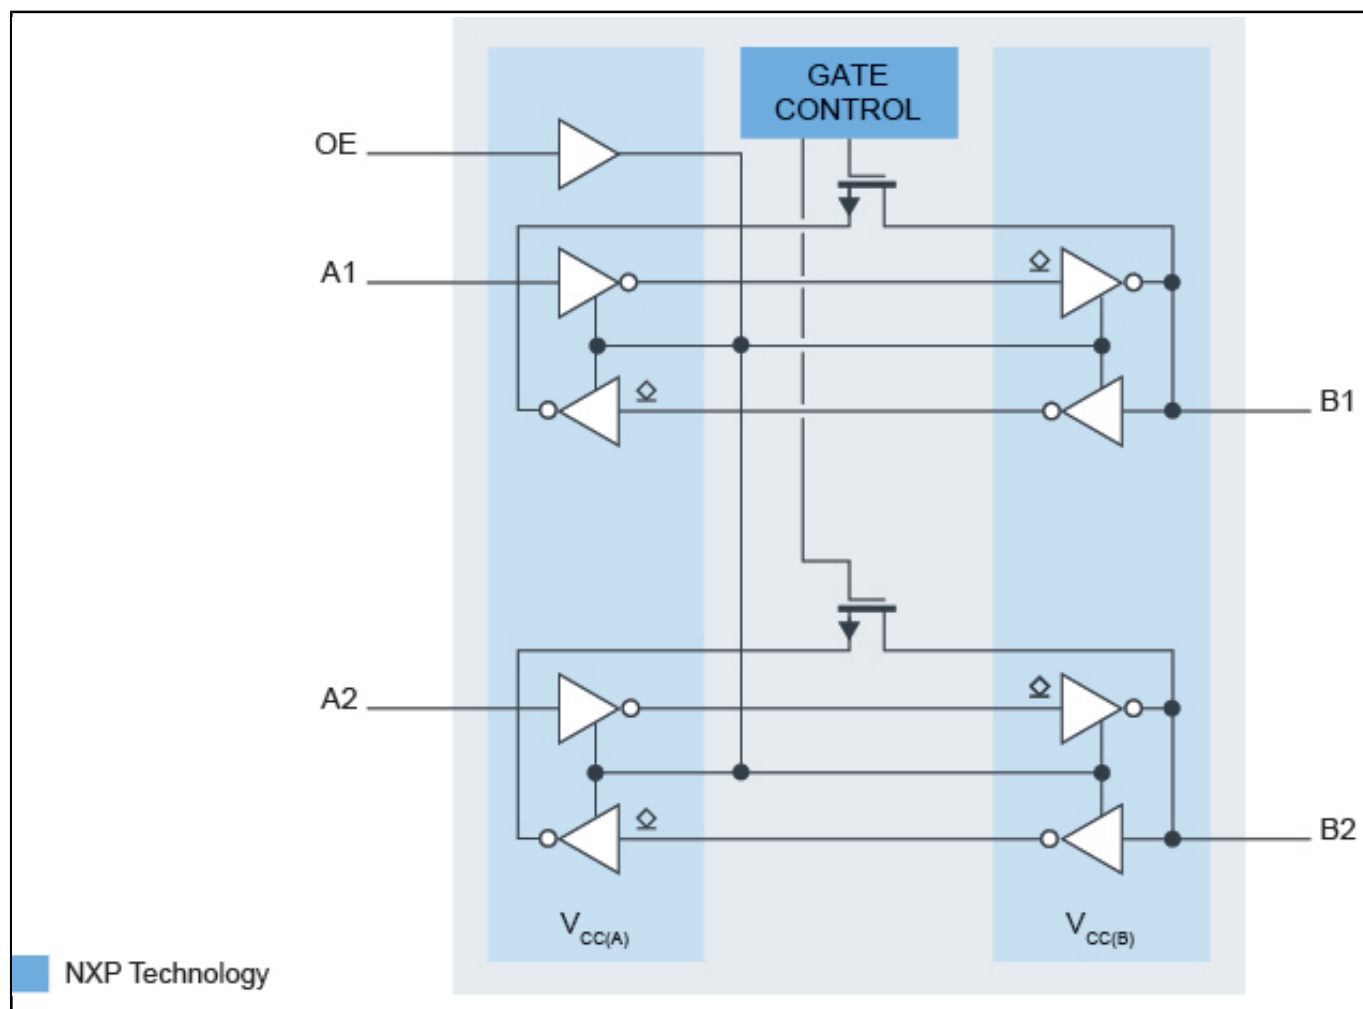 GATE
CONTROL
OE
A1
B1
A2
B2
VCC(A)
VCC(B)
NXP Technology